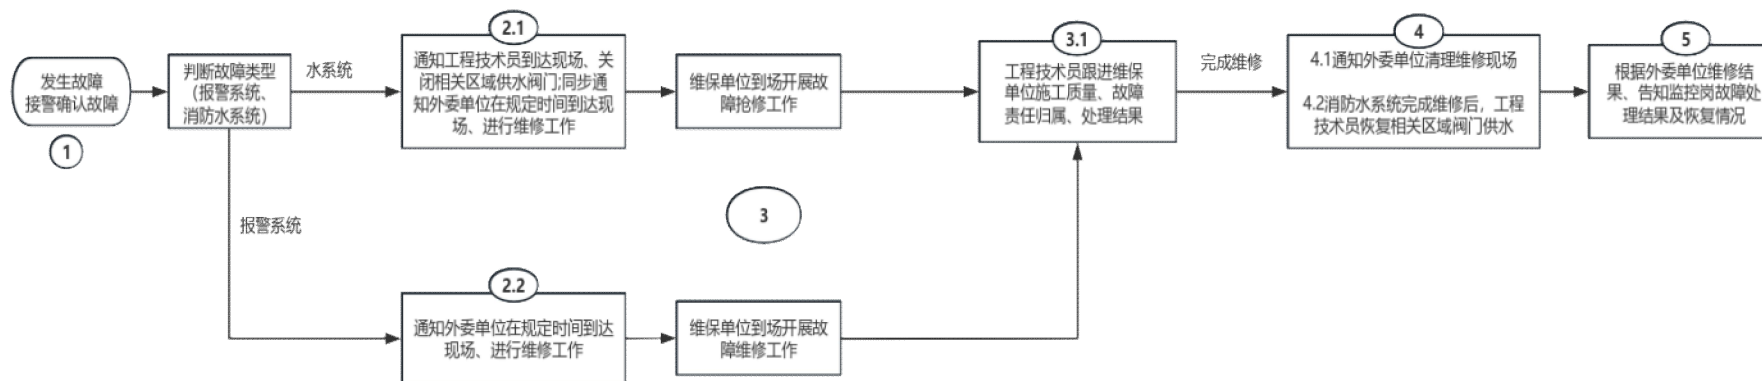 发生故障
接警确认故障
1
判断故障类型
（报警系统、
消防水系统）
水系统
2.1
通知工程技术员到达现场、关
闭相关区域供水阀门;同步通
知外委单位在规定时间到达现
场、进行维修工作
维保单位到场开展故
障抢修工作
3.1
工程技术员跟进维保
单位施工质量、故障
责任归属、处理结果
完成维修
4
4.1通知外委单位清理维修现场
4.2消防水系统完成维修后，工程
技术员恢复相关区域阀门供水
5
根据外委单位维修结
果、告知监控岗故障处
理结果及恢复情况
3
报警系统
2.2
通知外委单位在规定时间到达
现场、进行维修工作
维保单位到场开展故
障维修工作